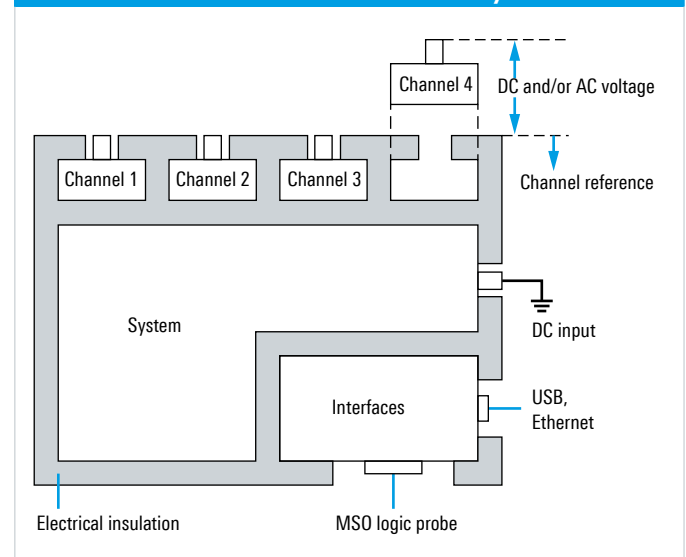 Channel 4
DC and/or AC voltage
Channel 1
Channel 2
Channel 3
Channel reference
System
DC input
Interfaces
USB,
Ethernet
Electrical insulation
MSO logic probe